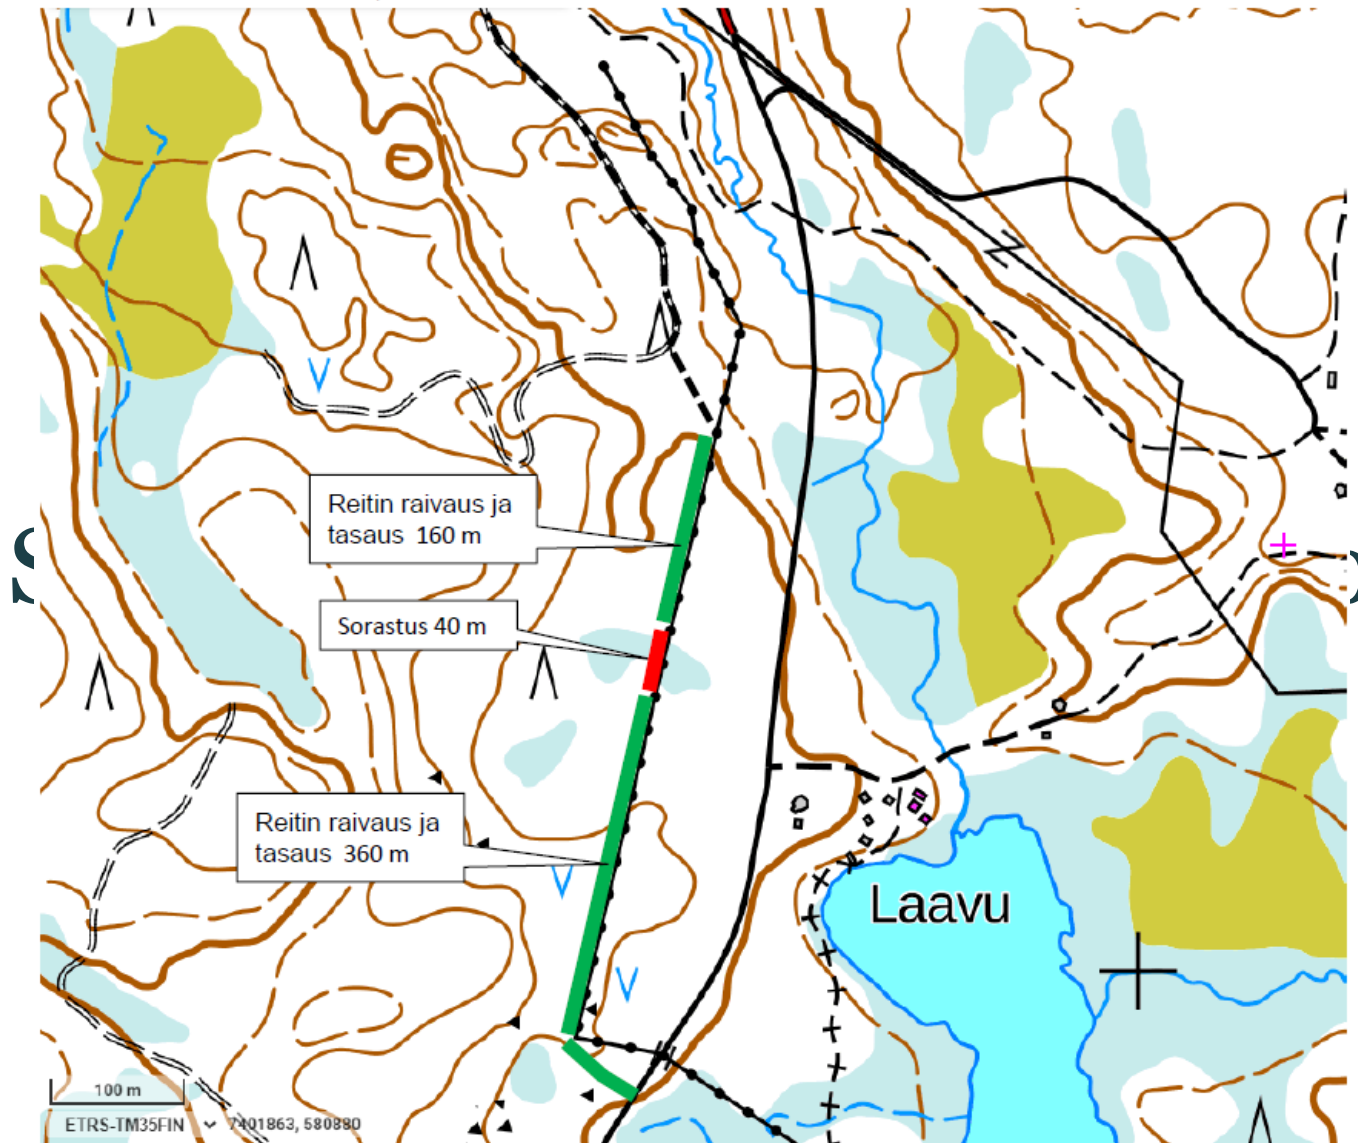 Reitin raivaus ja
tasaus 160 m
Sorastus 40 m
Reitin raivaus ja
tasaus 360 m
Laavu
100 m
ETRS-TM35FIN 7401863, 580880